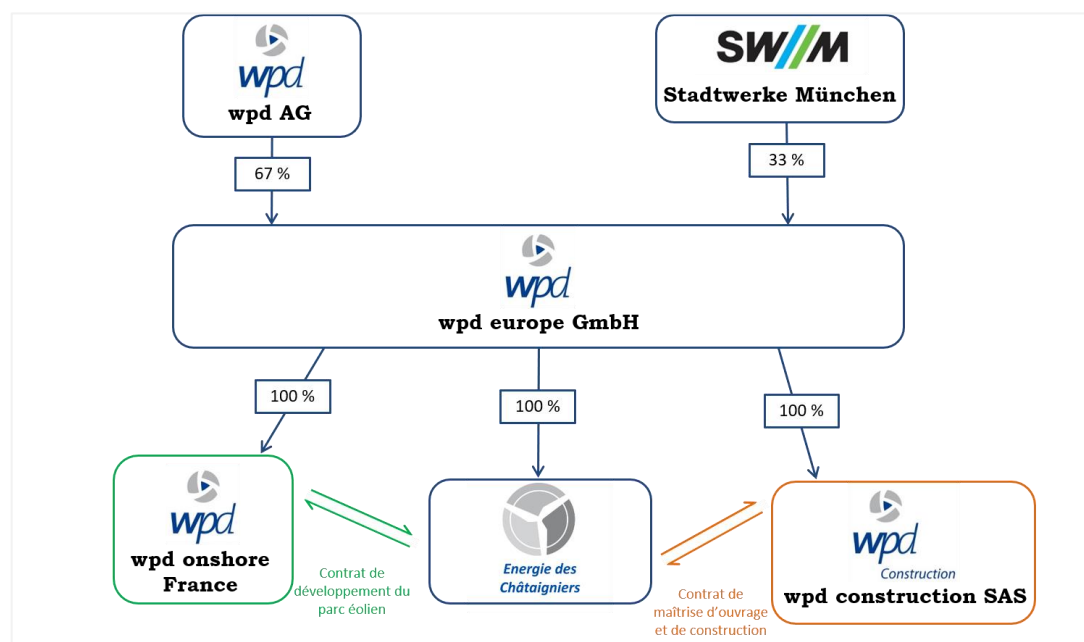 wpd
wpd AG
SW//M
Stadtwerke München
67 %
33 %
wpd
wpd europe GmbH
100 %
100 %
100 %
wpd
wpd onshore
France
Contrat de
développement du
parc éolien
Energie des
Châtaigniers
Contrat de
maîtrise d'ouvrage
et de construction
wpd
Construction
wpd construction SAS